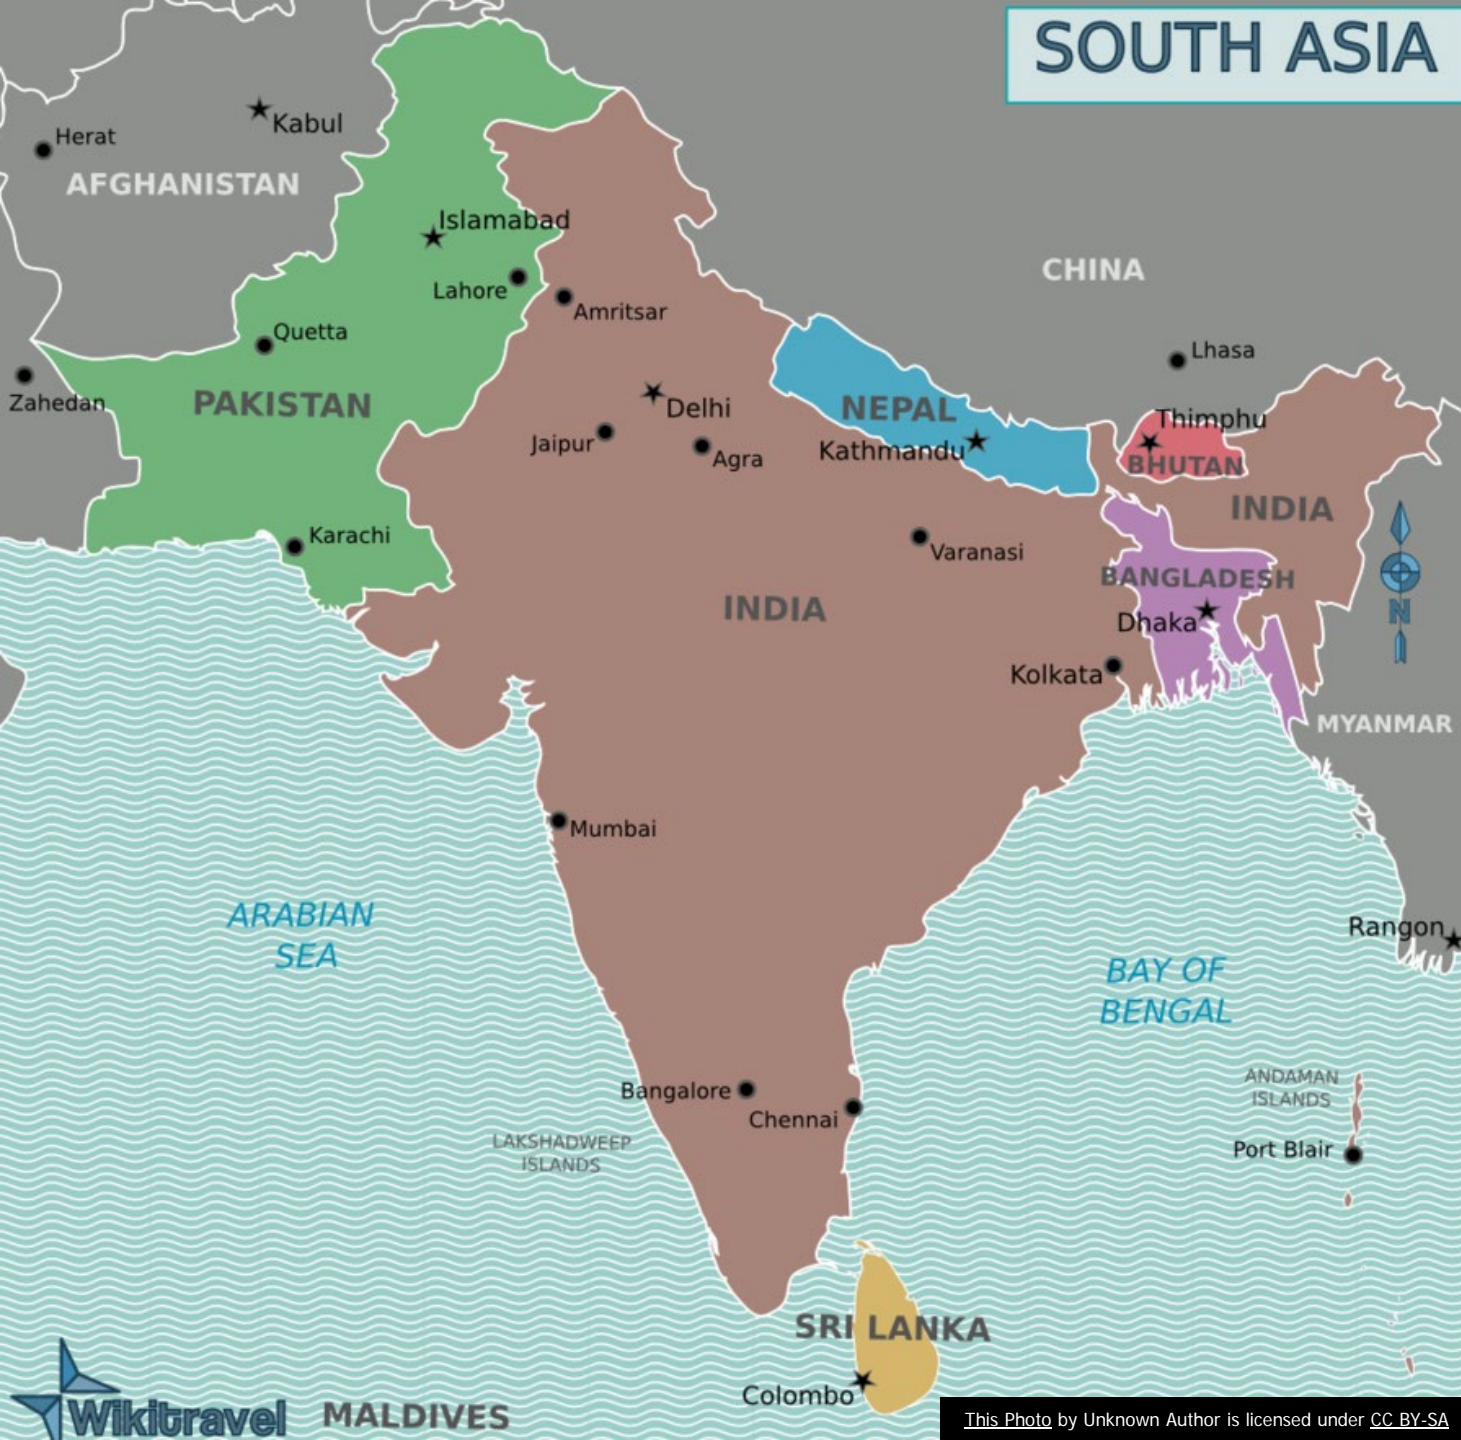 SOUTH ASIA
Kabul
Herat
AFGHANISTAN
Islamabad
CHINA
Lahore
Amritsar
Quetta
Lhasa
Zahedan
PAKISTAN
Delhi
NEPAL
Thimphu
Jaipur
Agra
Kathmandu
BHUTAN
INDIA
Karachi
Varanasi
BANGLADESH
INDIA
N
Dhaka
Kolkata
MYANMAR
Mumbai
ARABIAN
SEA
Rangon
BAY OF
BENGAL
ANDAMAN
ISLANDS
Bangalore
Chennai
LAKSHADWEEP
ISLANDS
Port Blair
SRI LANKA
Colombo
Wikitravel
MALDIVES
This Photo by Unknown Author is licensed under CC BY-SA